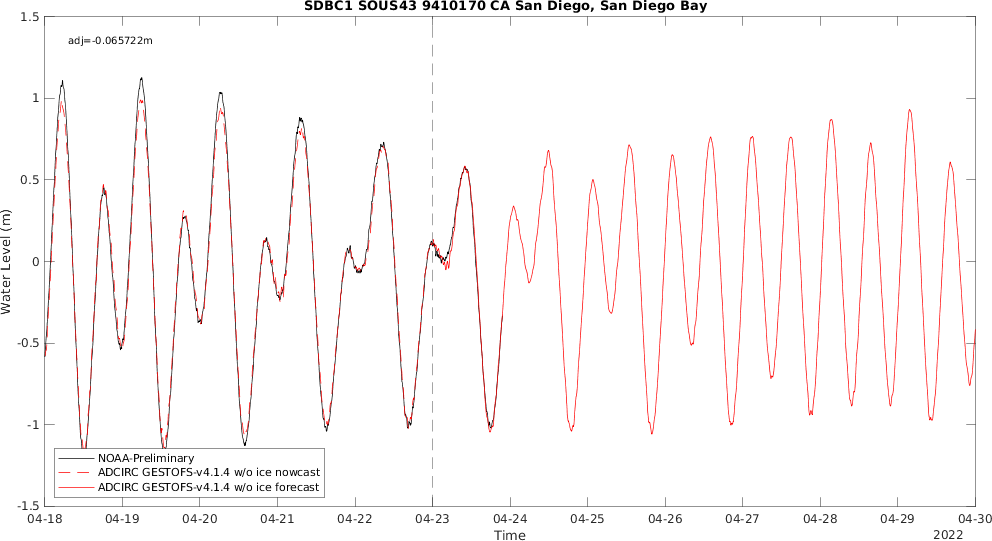 SDBC1 SOUS43 9410170 CA San Diego, San Diego Bay
adj=-0.065722m
1.5
1
0.5
0
-0.5
-1
-1.5
Water Level (m)
NOAA-Preliminary
ADCIRC GESTOFS-v4.1.4 w/o ice nowcast
ADCIRC GESTOFS-v4.1.4 w/o ice forecast
04-18 04-19 04-20 04-21 04-22 04-23 04-24 04-25 04-26 04-27 04-28 04-29 04-30
Time
2022